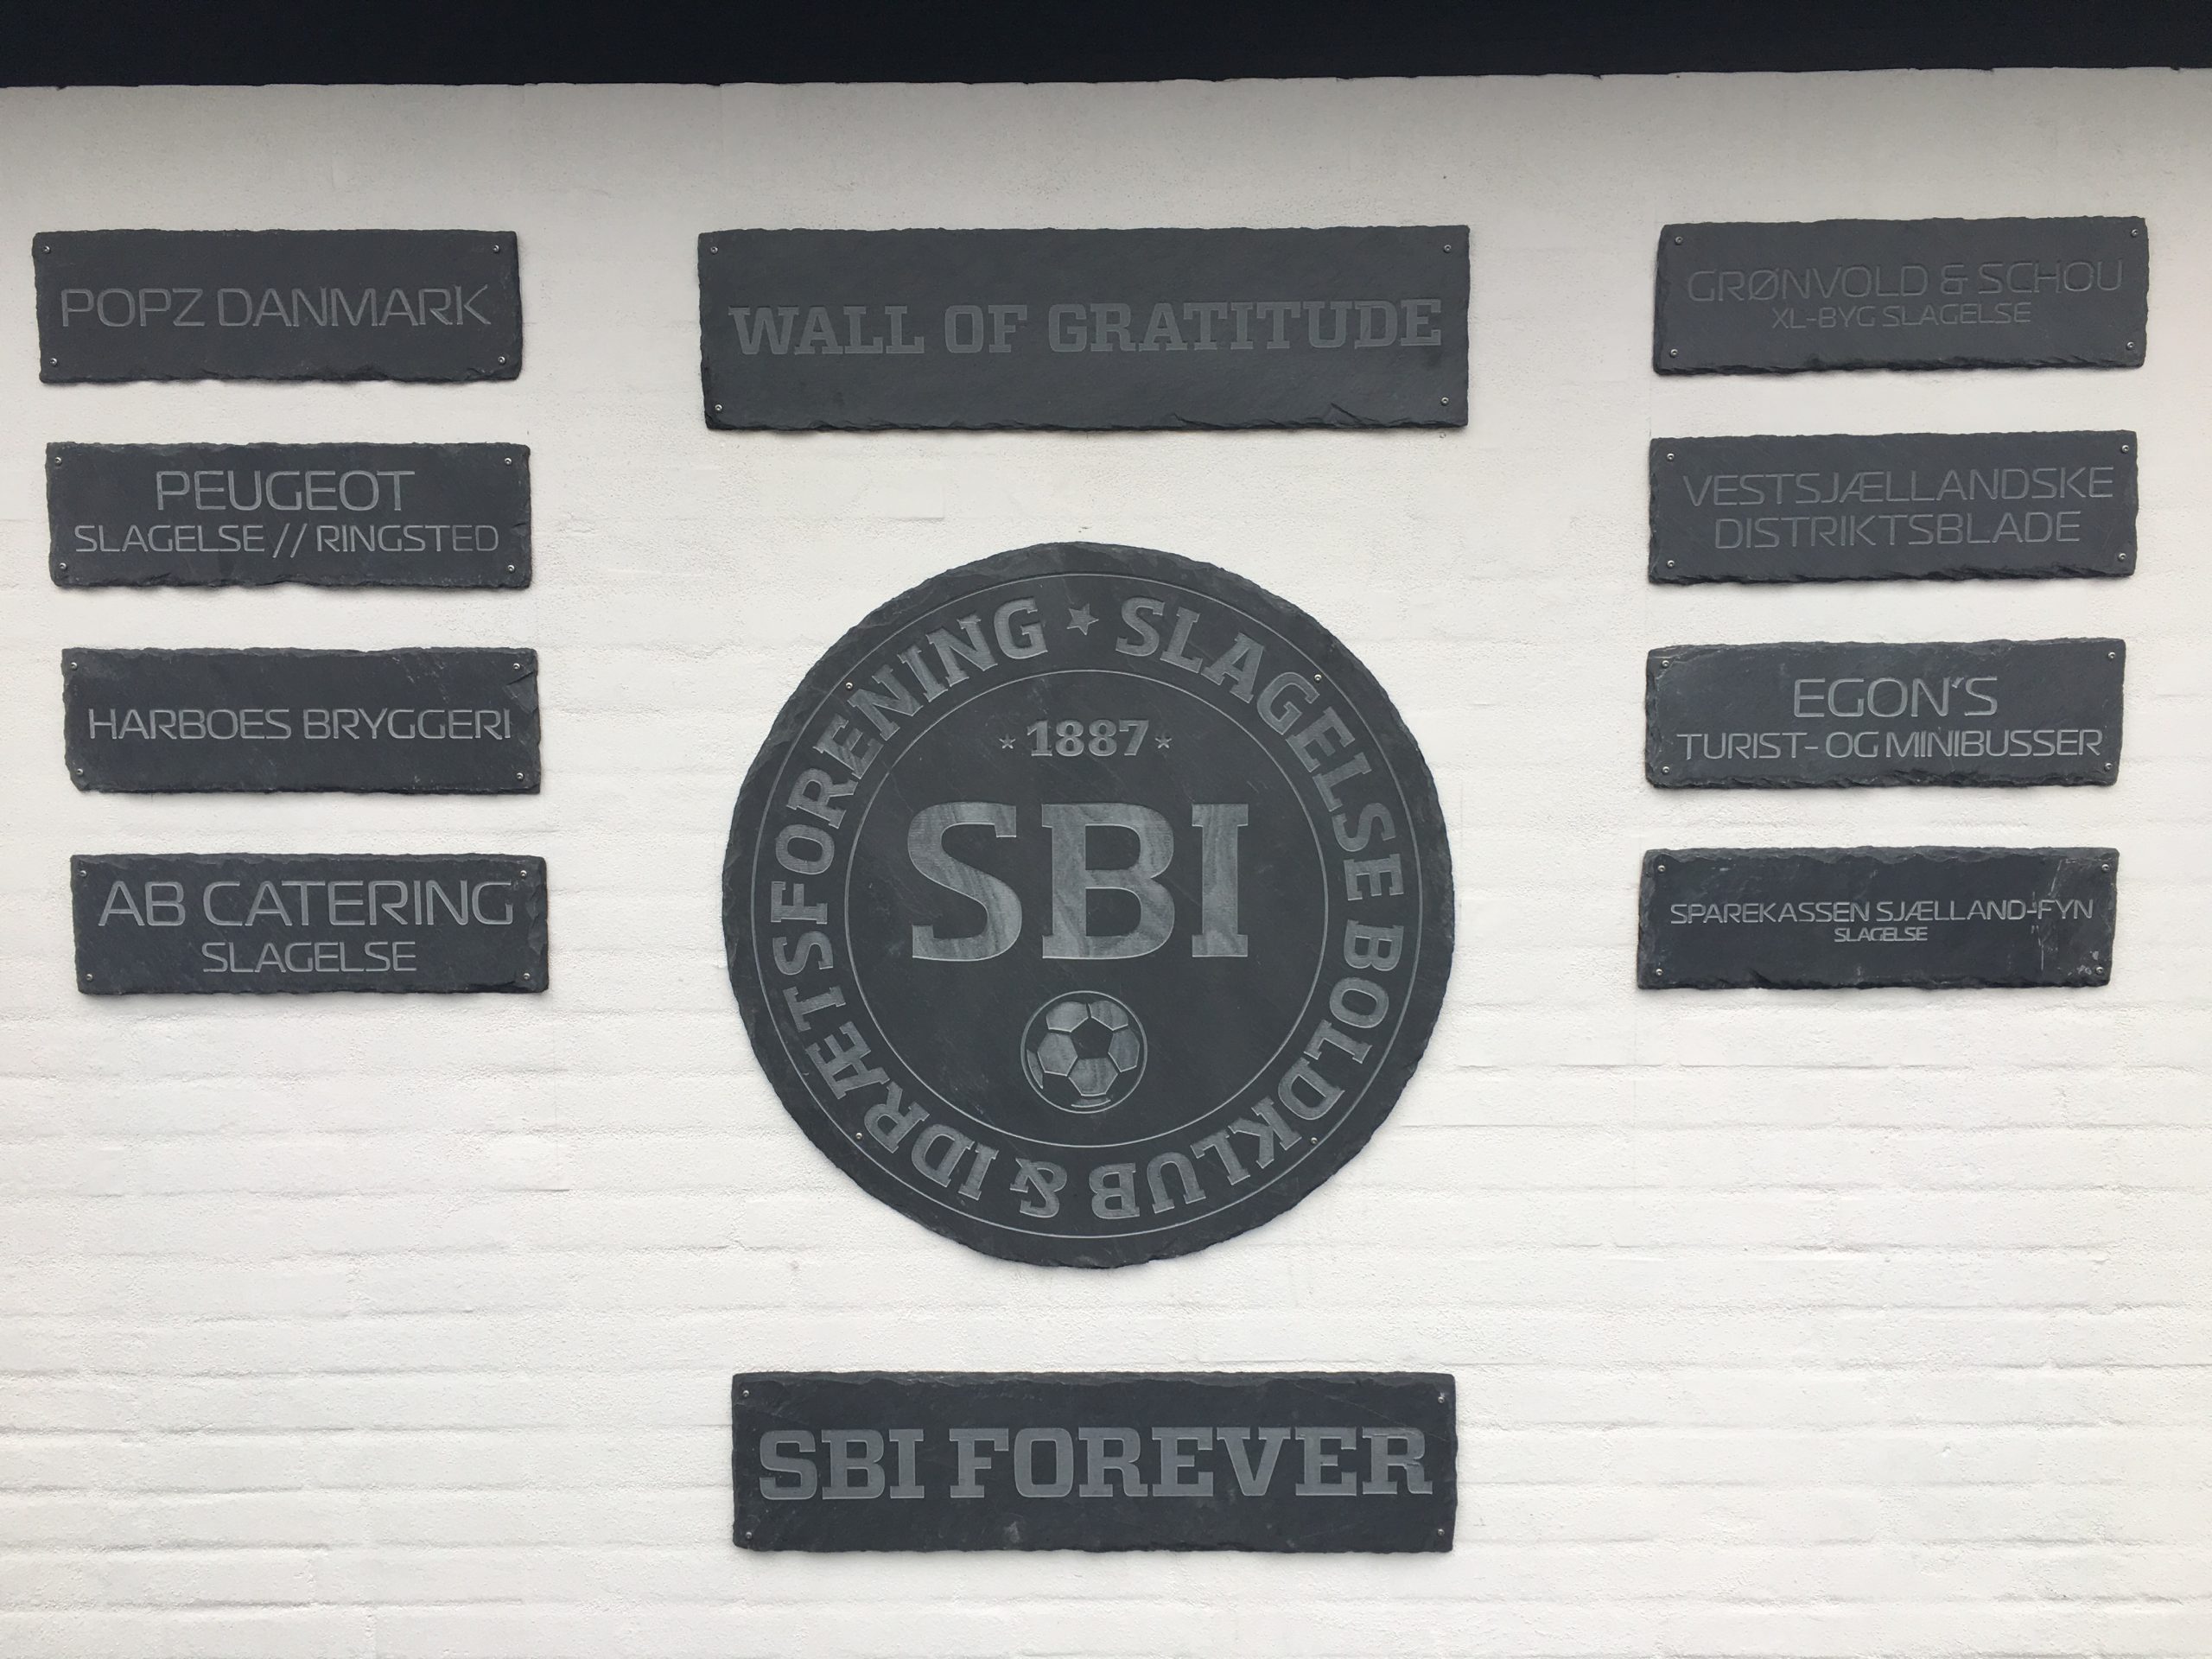 POPZ DANMARK
PEUGEOT
SLAGELSE // RINGSTED
HARBOES BRYGGERI
AB CATERING
SLAGELSE
WALL OF GRATITUDE
SLAGELSE BOLDKLUB & IDRÆTSFORENING
1887
SBI
SBI FOREVER
GRØNVOLD & SCHOU
XL-BYG SLAGELSE
VESTSJÆLLANDSKE
DISTRIKTSBLADE
EGON'S
TURIST- OG MINIBUSSER
SPAREKASSEN SJÆLLAND-FYN
SLAGELSE